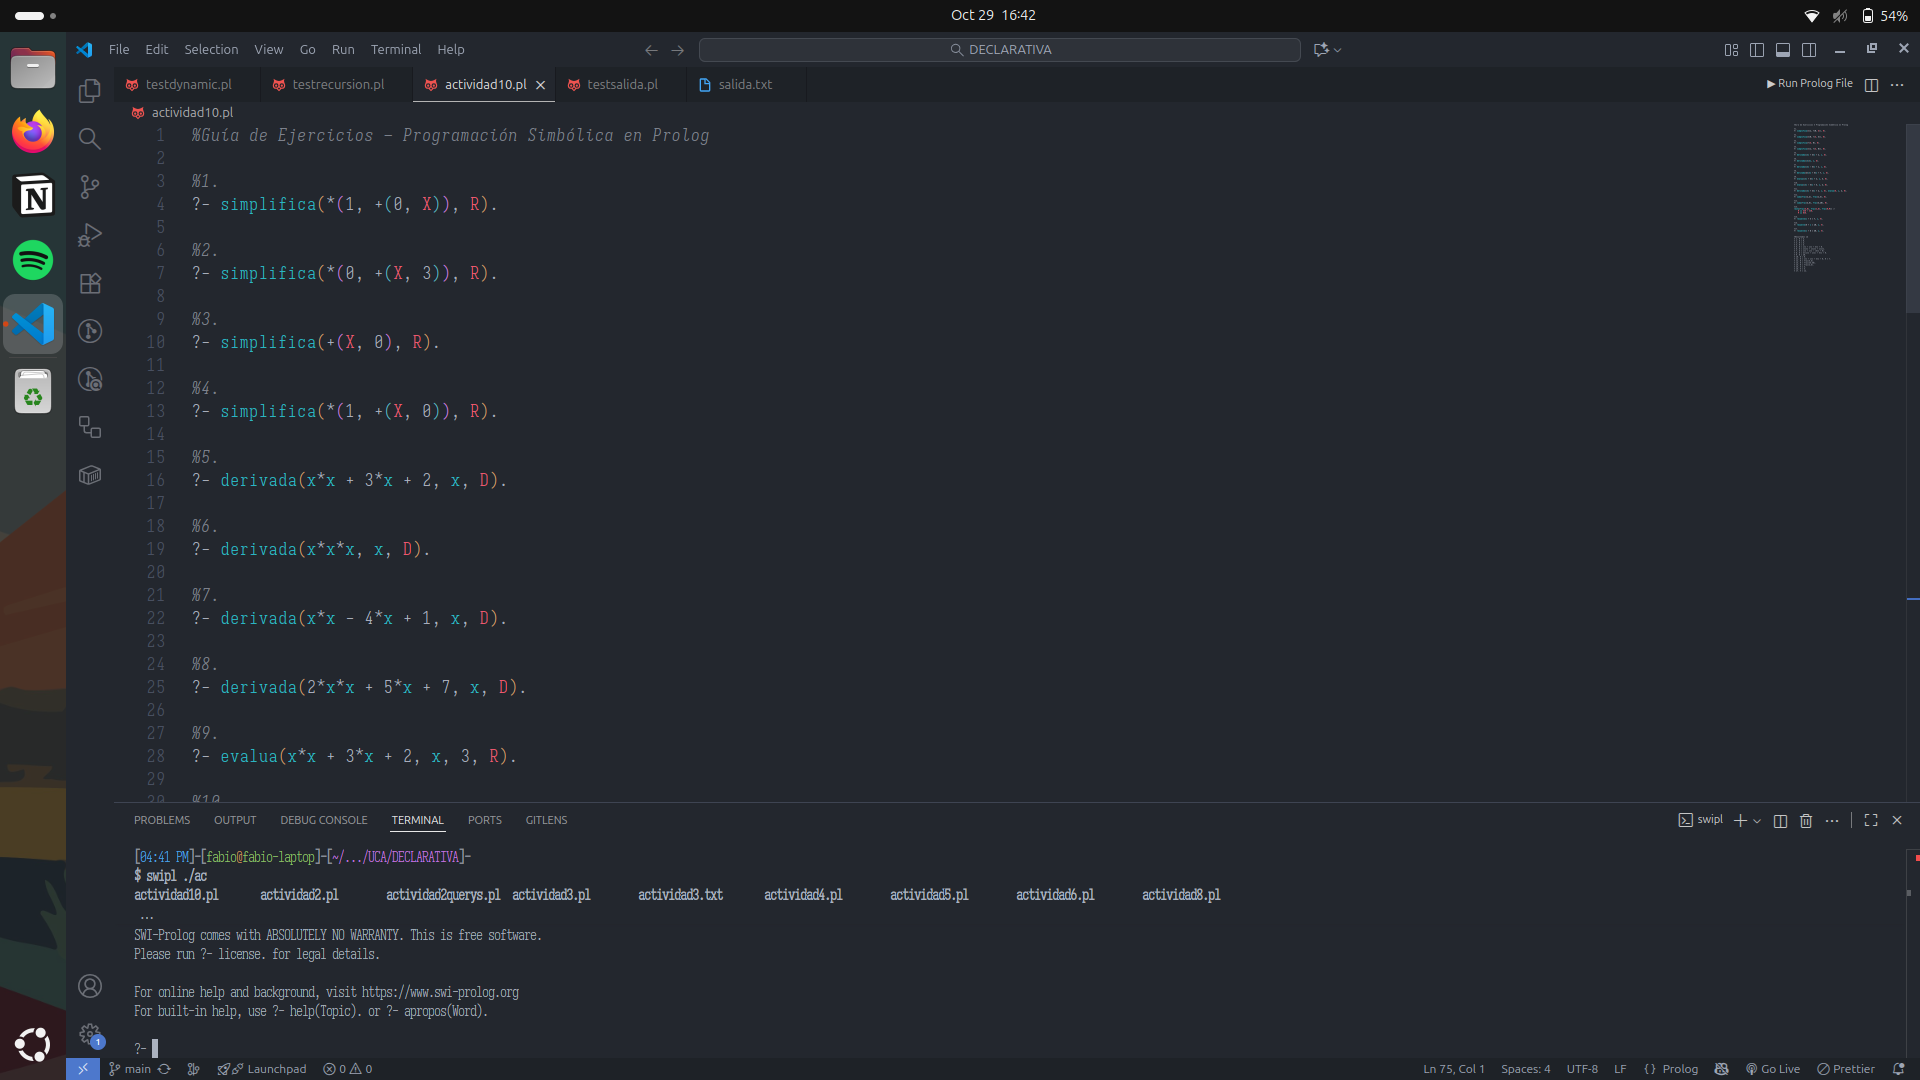 Oct 29 16:42
54%
File Edit Selection View Go Run Terminal Help
DECLARATIVA
testdynamic.pl testrecursion.pl actividad10.pl testsalida.pl salida.txt
Run Prolog File
actividad10.pl
1 %Guía de Ejercicios - Programación Simbólica en Prolog
2
3 %1.
4 ?- simplifica(*(1, +(0, X)), R).
5
6 %2.
7 ?- simplifica(*(0, +(X, 3)), R).
8
9 %3.
10 ?- simplifica(+(X, 0), R).
11
12 %4.
13 ?- simplifica(*(1, +(X, 0)), R).
14
15 %5.
16 ?- derivada(x*x + 3*x + 2, x, D).
17
18 %6.
19 ?- derivada(x*x*x, x, D).
20
21 %7.
22 ?- derivada(x*x - 4*x + 1, x, D).
23
24 %8.
25 ?- derivada(2*x*x + 5*x + 7, x, D).
26
27 %9.
28 ?- evalua(x*x + 3*x + 2, x, 3, R).
29
30 %10
PROBLEMS OUTPUT DEBUG CONSOLE TERMINAL PORTS GITLENS
swipl
[04:41 PM]-[fabio@fabio-laptop]-[~/.../UCA/DECLARATIVA]-
$ swipl ./ac
actividad10.pl actividad2.pl actividad2querys.pl actividad3.pl actividad3.txt actividad4.pl actividad5.pl actividad6.pl actividad8.pl
...
SWI-Prolog comes with ABSOLUTELY NO WARRANTY. This is free software.
Please run ?- license. for legal details.
For online help and background, visit https://www.swi-prolog.org
For built-in help, use ?- help(Topic). or ?- apropos(Word).
?-
1
main Launchpad 0 0 Ln 75, Col 1 Spaces: 4 UTF-8 LF {} Prolog Go Live Prettier